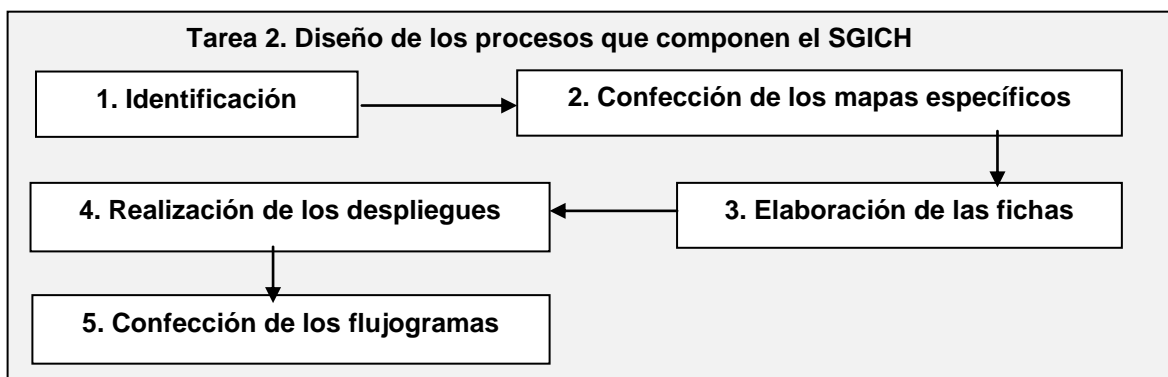 Tarea 2. Diseño de los procesos que componen el SGICH
1. Identificación
2. Confección de los mapas específicos
3. Elaboración de las fichas
4. Realización de los despliegues
5. Confección de los flujogramas